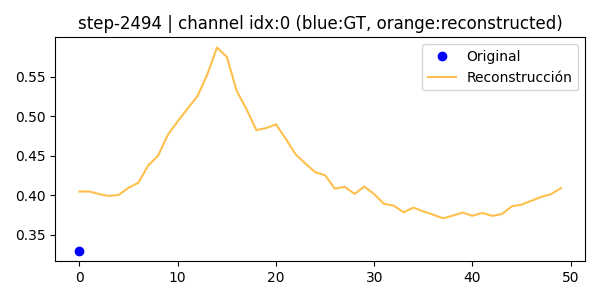 step-2494 | channel idx:0 (blue:GT, orange:reconstructed)
Original
Reconstrucción
0.55
0.50
0.45
0.40
0.35
0 10 20 30 40 50